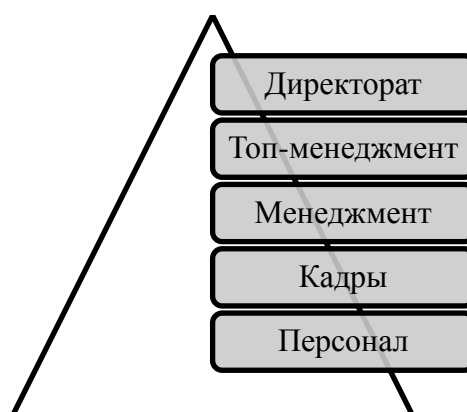 Директорат
Топ-менеджмент
Менеджмент
Кадры
Персонал